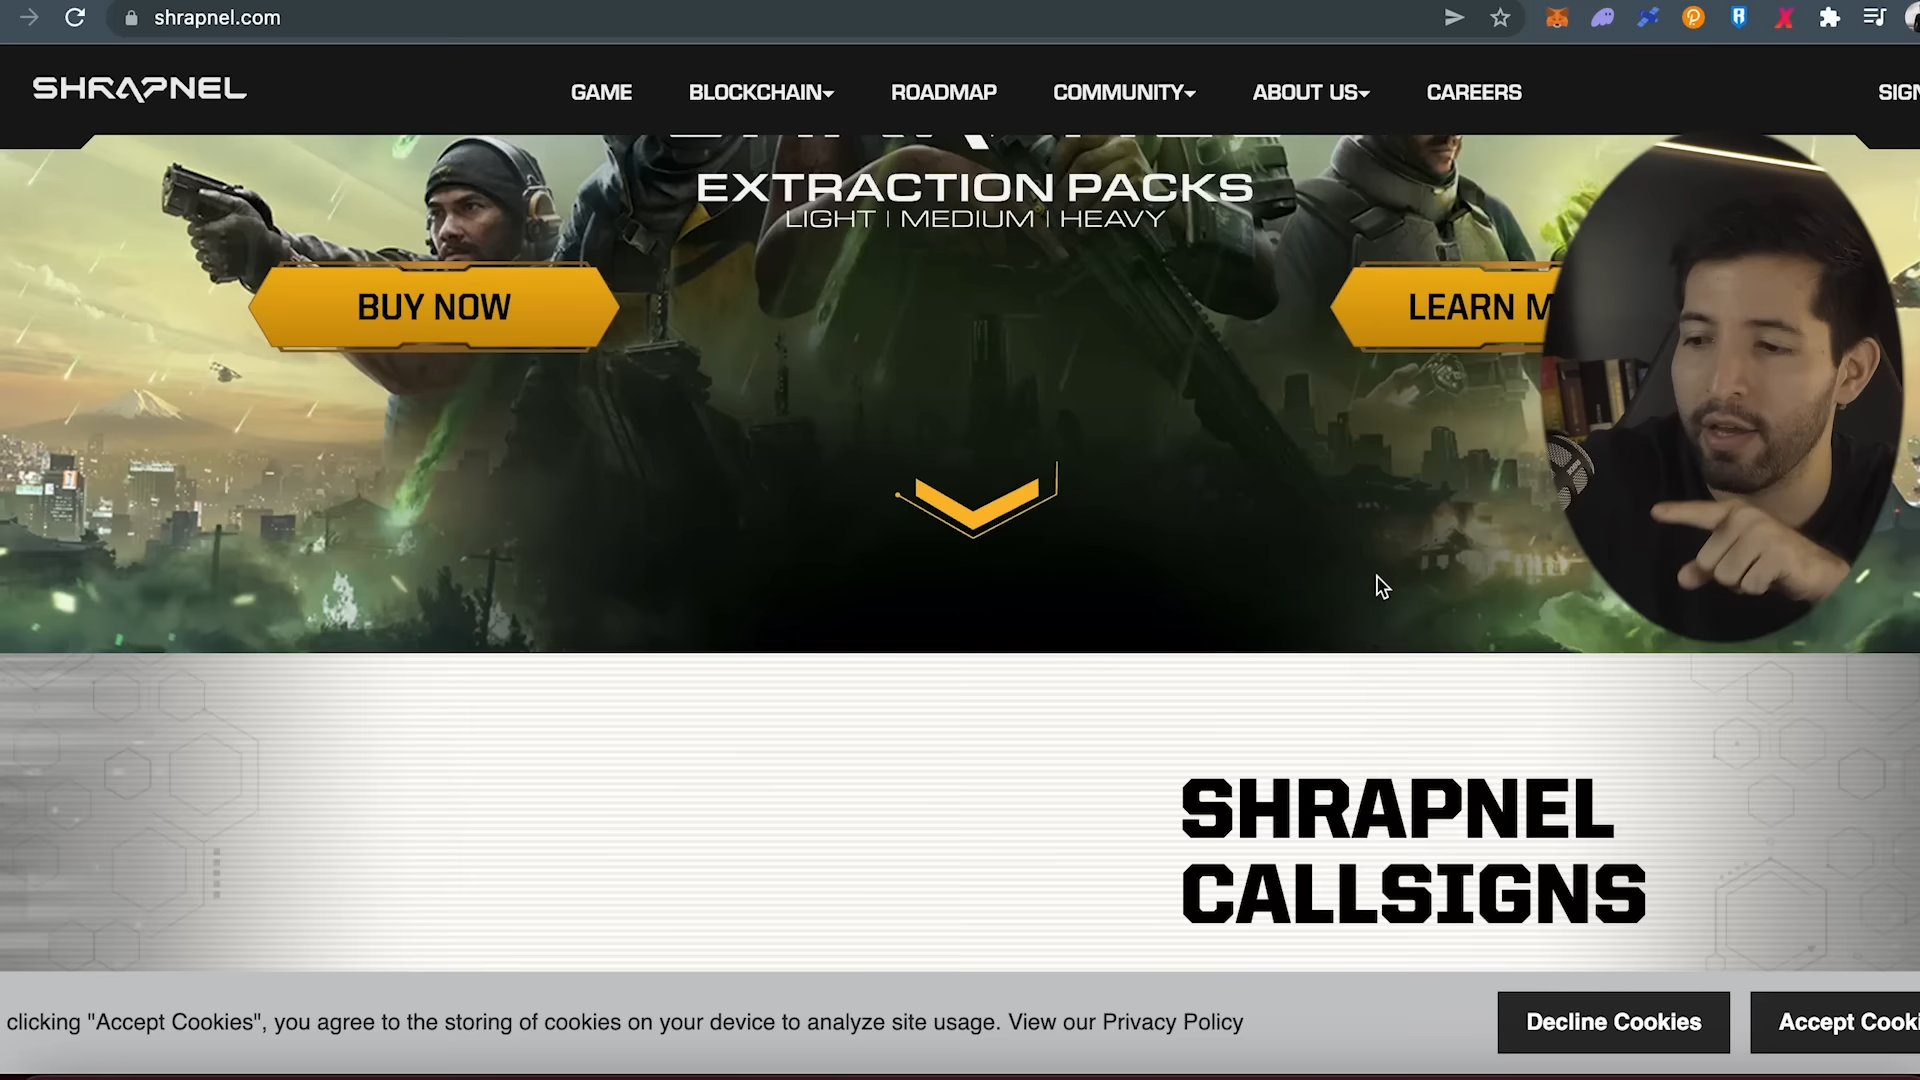 shrapnel.com
SHRAPNEL
GAME
BLOCKCHAIN
ROADMAP
COMMUNITY
ABOUT US
CAREERS
EXTRACTION PACKS
LIGHT | MEDIUM | HEAVY
BUY NOW
LEARN
SHRAPNEL
CALLSIGNS
clicking "Accept Cookies", you agree to the storing of cookies on your device to analyze site usage. View our Privacy Policy
Decline Cookies
Accept